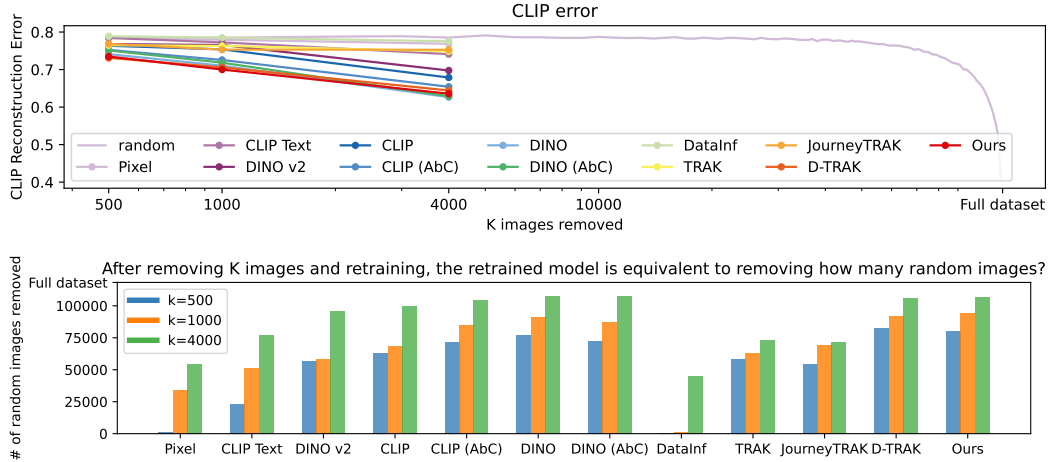 CLIP error
CLIP Reconstruction Error
0.8
0.7
0.6
0.5
0.4
random
Pixel
CLIP Text
DINO v2
CLIP
CLIP (AbC)
DINO
DINO (AbC)
DataInf
TRAK
JourneyTRAK
D-TRAK
Ours
500
1000
4000
10000
Full dataset
K images removed
After removing K images and retraining, the retrained model is equivalent to removing how many random images?
# of random images removed
Full dataset
100000
75000
50000
25000
0
k=500
k=1000
k=4000
Pixel
CLIP Text
DINO v2
CLIP
CLIP (AbC)
DINO
DINO (AbC)
DataInf
TRAK
JourneyTRAK
D-TRAK
Ours